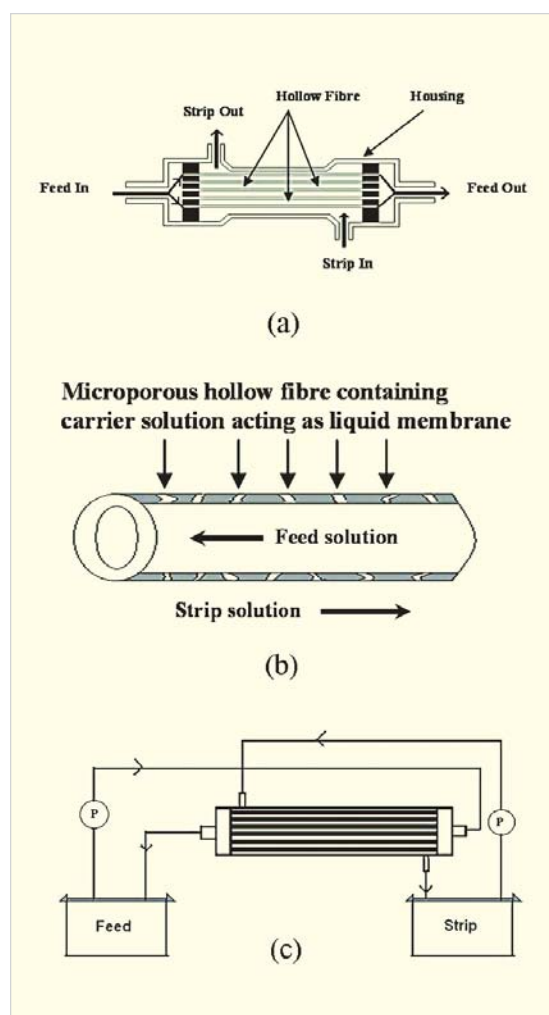 Hollow Fibre
Housing
Strip Out
Feed In
Feed Out
Strip In
(a)
Microporous hollow fibre containing
carrier solution acting as liquid membrane
Feed solution
Strip solution
(b)
P
P
Feed
Strip
(c)